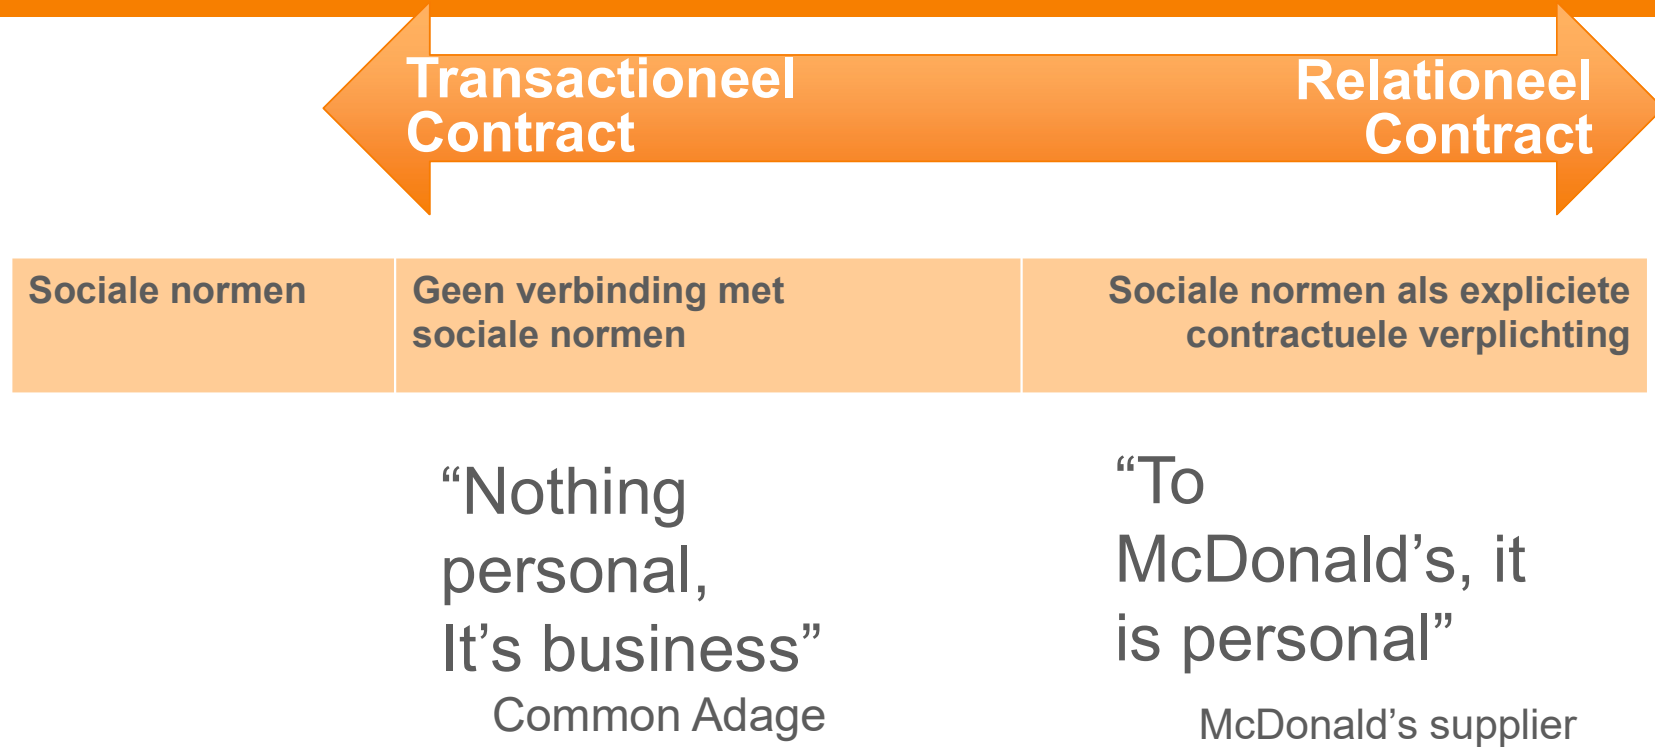 Transactioneel
Contract
Relationeel
Contract
Sociale normen
Geen verbinding met
sociale normen
Sociale normen als expliciete
contractuele verplichting
“Nothing
personal,
It’s business”
Common Adage
“To
McDonald’s, it
is personal”
McDonald’s supplier